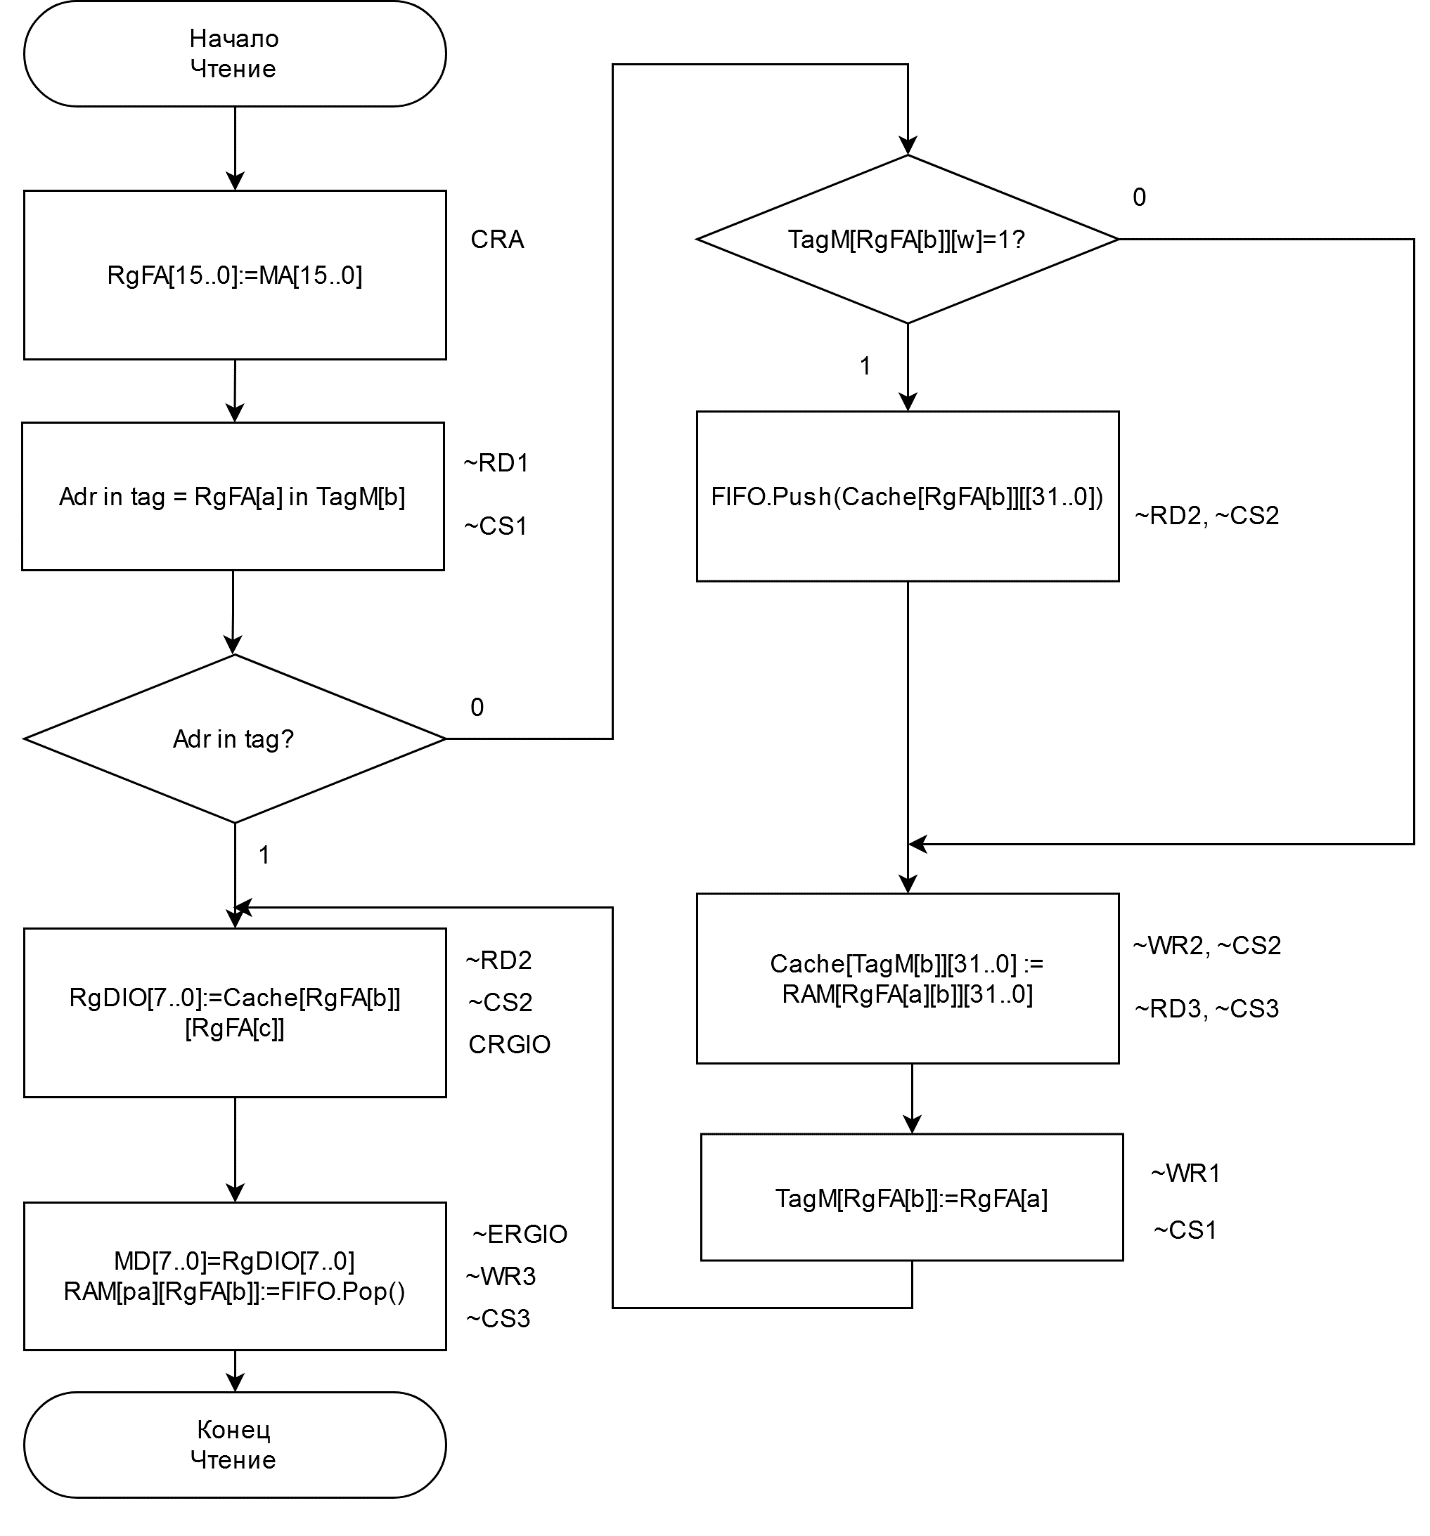 Начало
Чтение
RgFA[15..0]:=MA[15..0]
CRA
Adr in tag = RgFA[a] in TagM[b]
~RD1
~CS1
Adr in tag?
0
1
RgDIO[7..0]:=Cache[RgFA[b]]
[RgFA[c]]
~RD2
~CS2
CRGIO
MD[7..0]=RgDIO[7..0]
RAM[pa][RgFA[b]]:=FIFO.Pop()
~ERGIO
~WR3
~CS3
Конец
Чтение
TagM[RgFA[b]][w]=1?
0
1
FIFO.Push(Cache[RgFA[b]][[31..0])
~RD2, ~CS2
Cache[TagM[b]][31..0] :=
RAM[RgFA[a][b]][31..0]
~WR2, ~CS2
~RD3, ~CS3
TagM[RgFA[b]]:=RgFA[a]
~WR1
~CS1